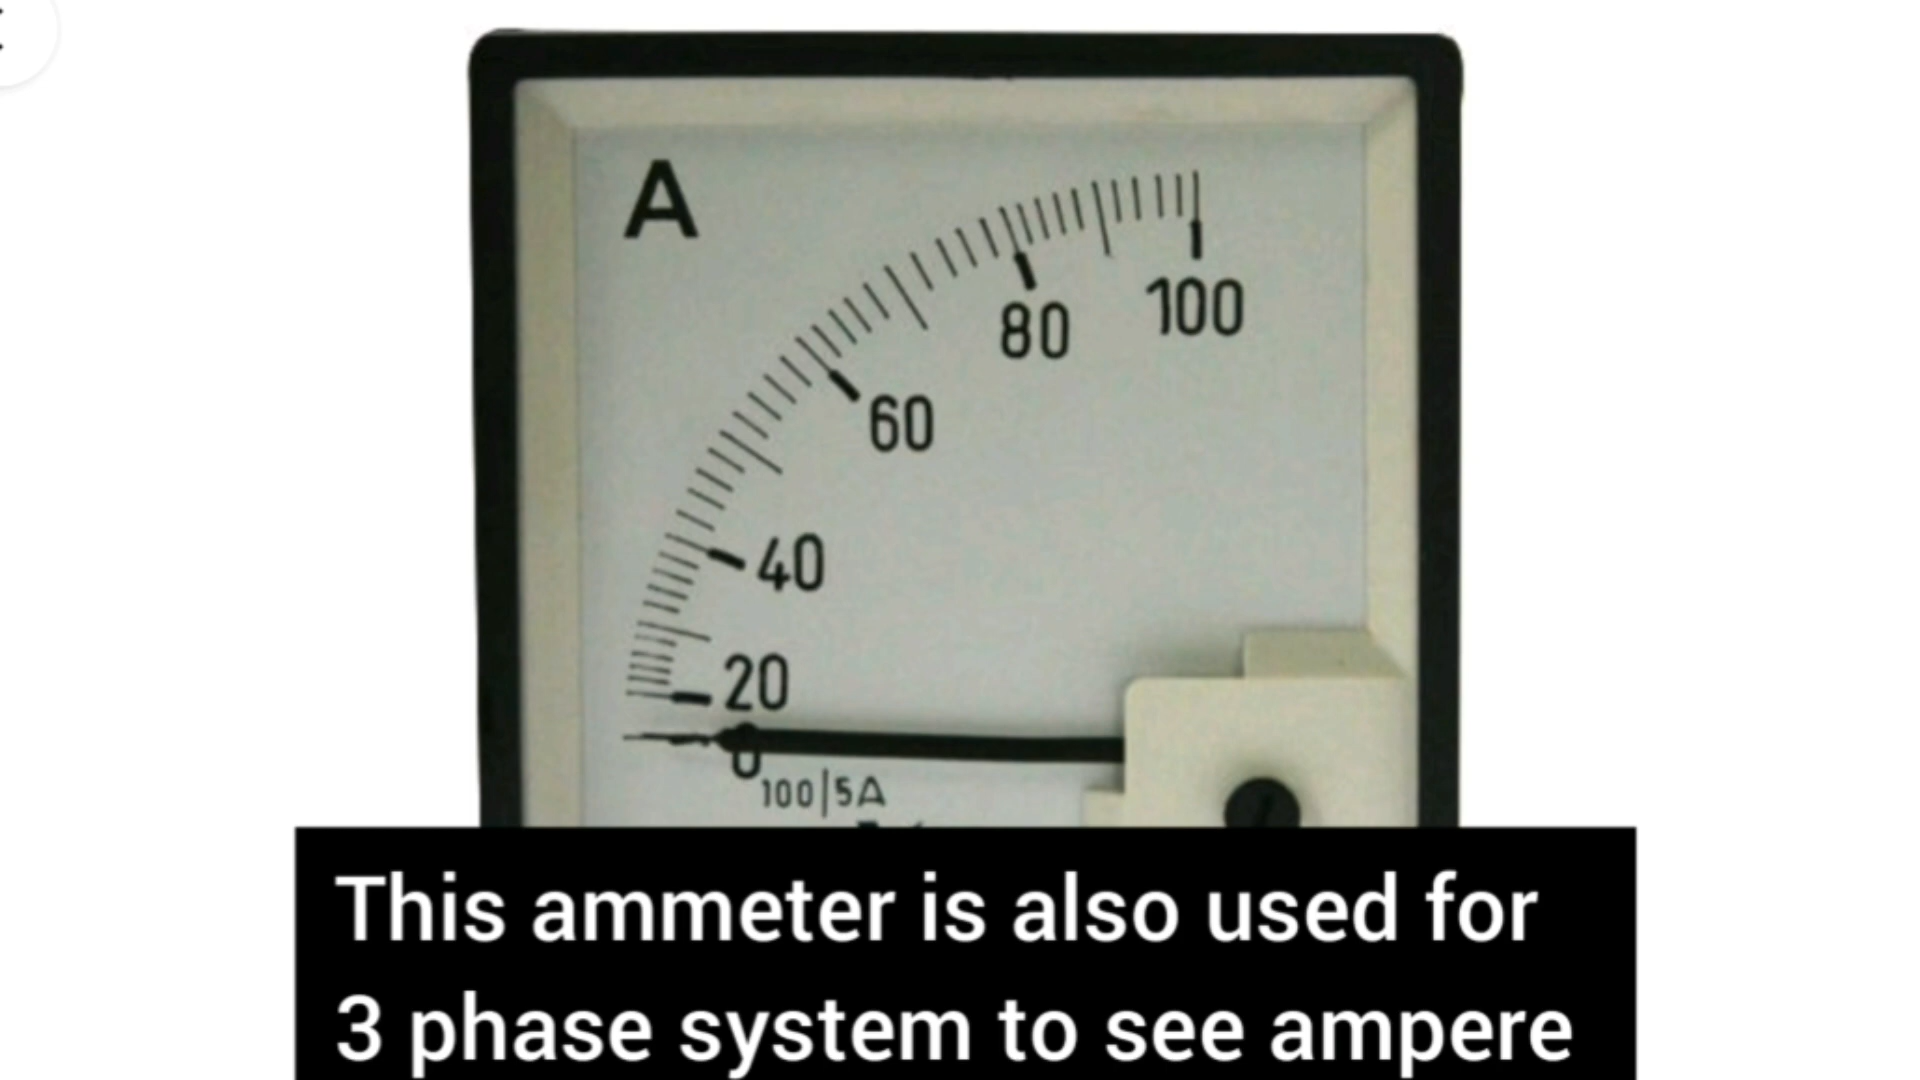 A
100
80
60
40
20
0
100|5A
This ammeter is also used for
3 phase system to see ampere